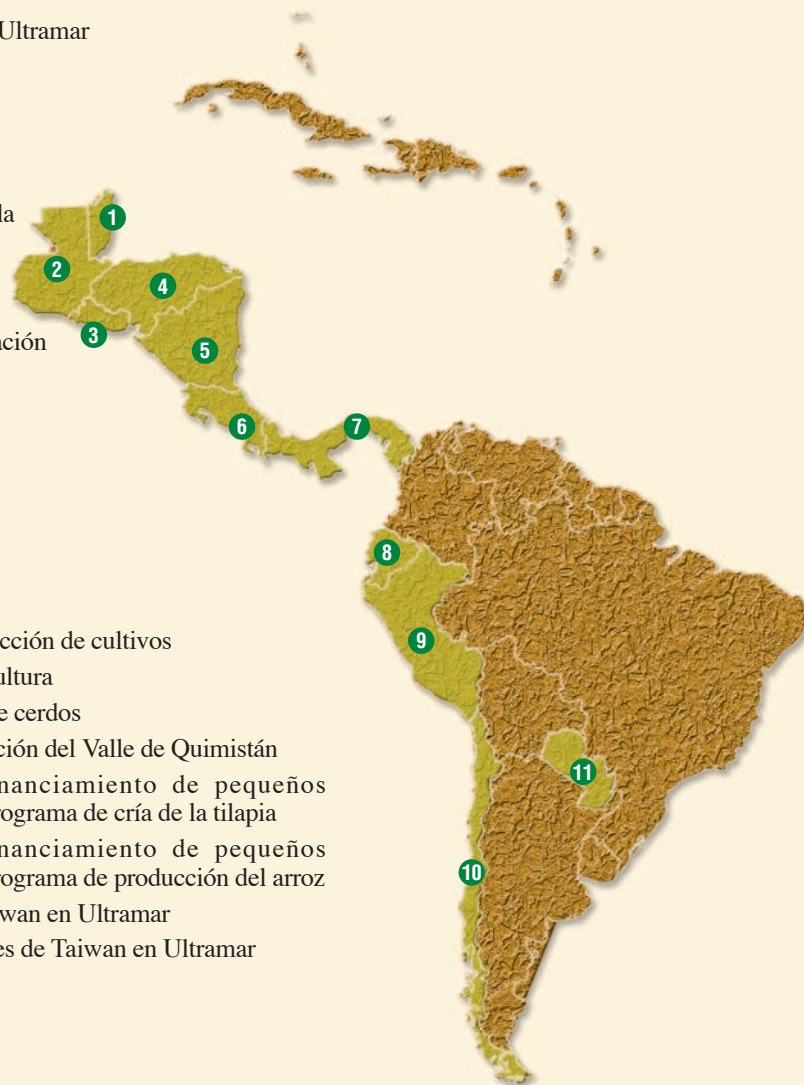 Ultramar
la
1
2
4
3
ación
5
6
7
8
cción de cultivos
9
ultura
e cerdos
ción del Valle de Quimistán
nanciamiento de pequeños
11
rograma de cría de la tilapia
nanciamiento de pequeños
10
rograma de producción del arroz
wan en Ultramar
es de Taiwan en Ultramar